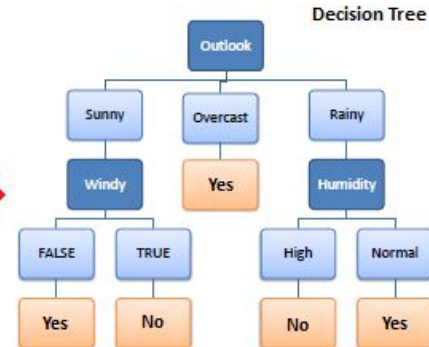 Decision Tree
Outlook
Sunny
Overcast
Rainy
Windy
Yes
Humidity
FALSE
TRUE
High
Normal
Yes
No
No
Yes